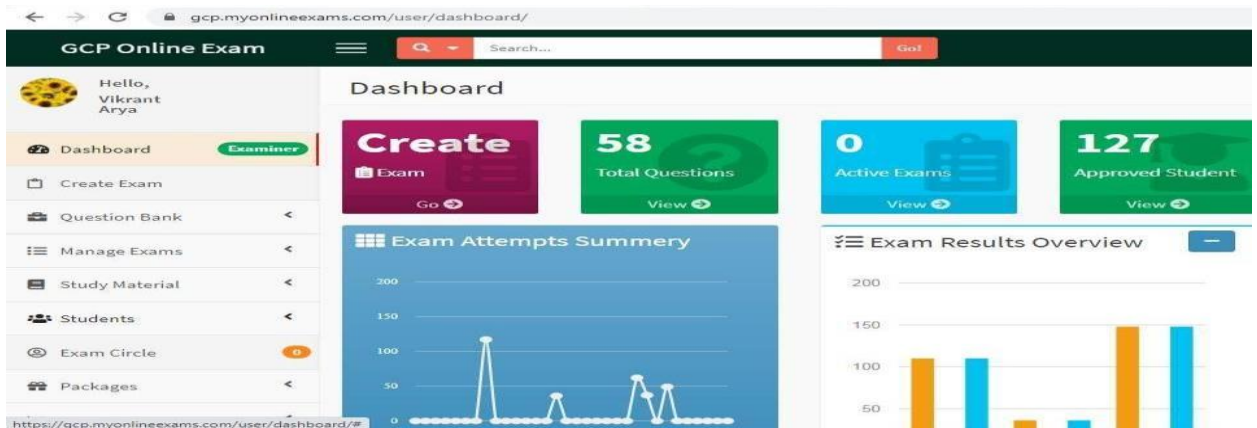 gcp.myonlineexams.com/user/dashboard/
GCP Online Exam
Search...
Go!
Hello,
Vikrant
Arya
Dashboard
Examiner
Create Exam
Question Bank
Manage Exams
Study Material
Students
Exam Circle
0
Packages
https://gcp.myonlineexams.com/user/dashboard/#
Dashboard
Create
Exam
Go
58
Total Questions
View
0
Active Exams
View
127
Approved Student
View
Exam Attempts Summery
200
150
100
50
0
Exam Results Overview
200
150
100
50